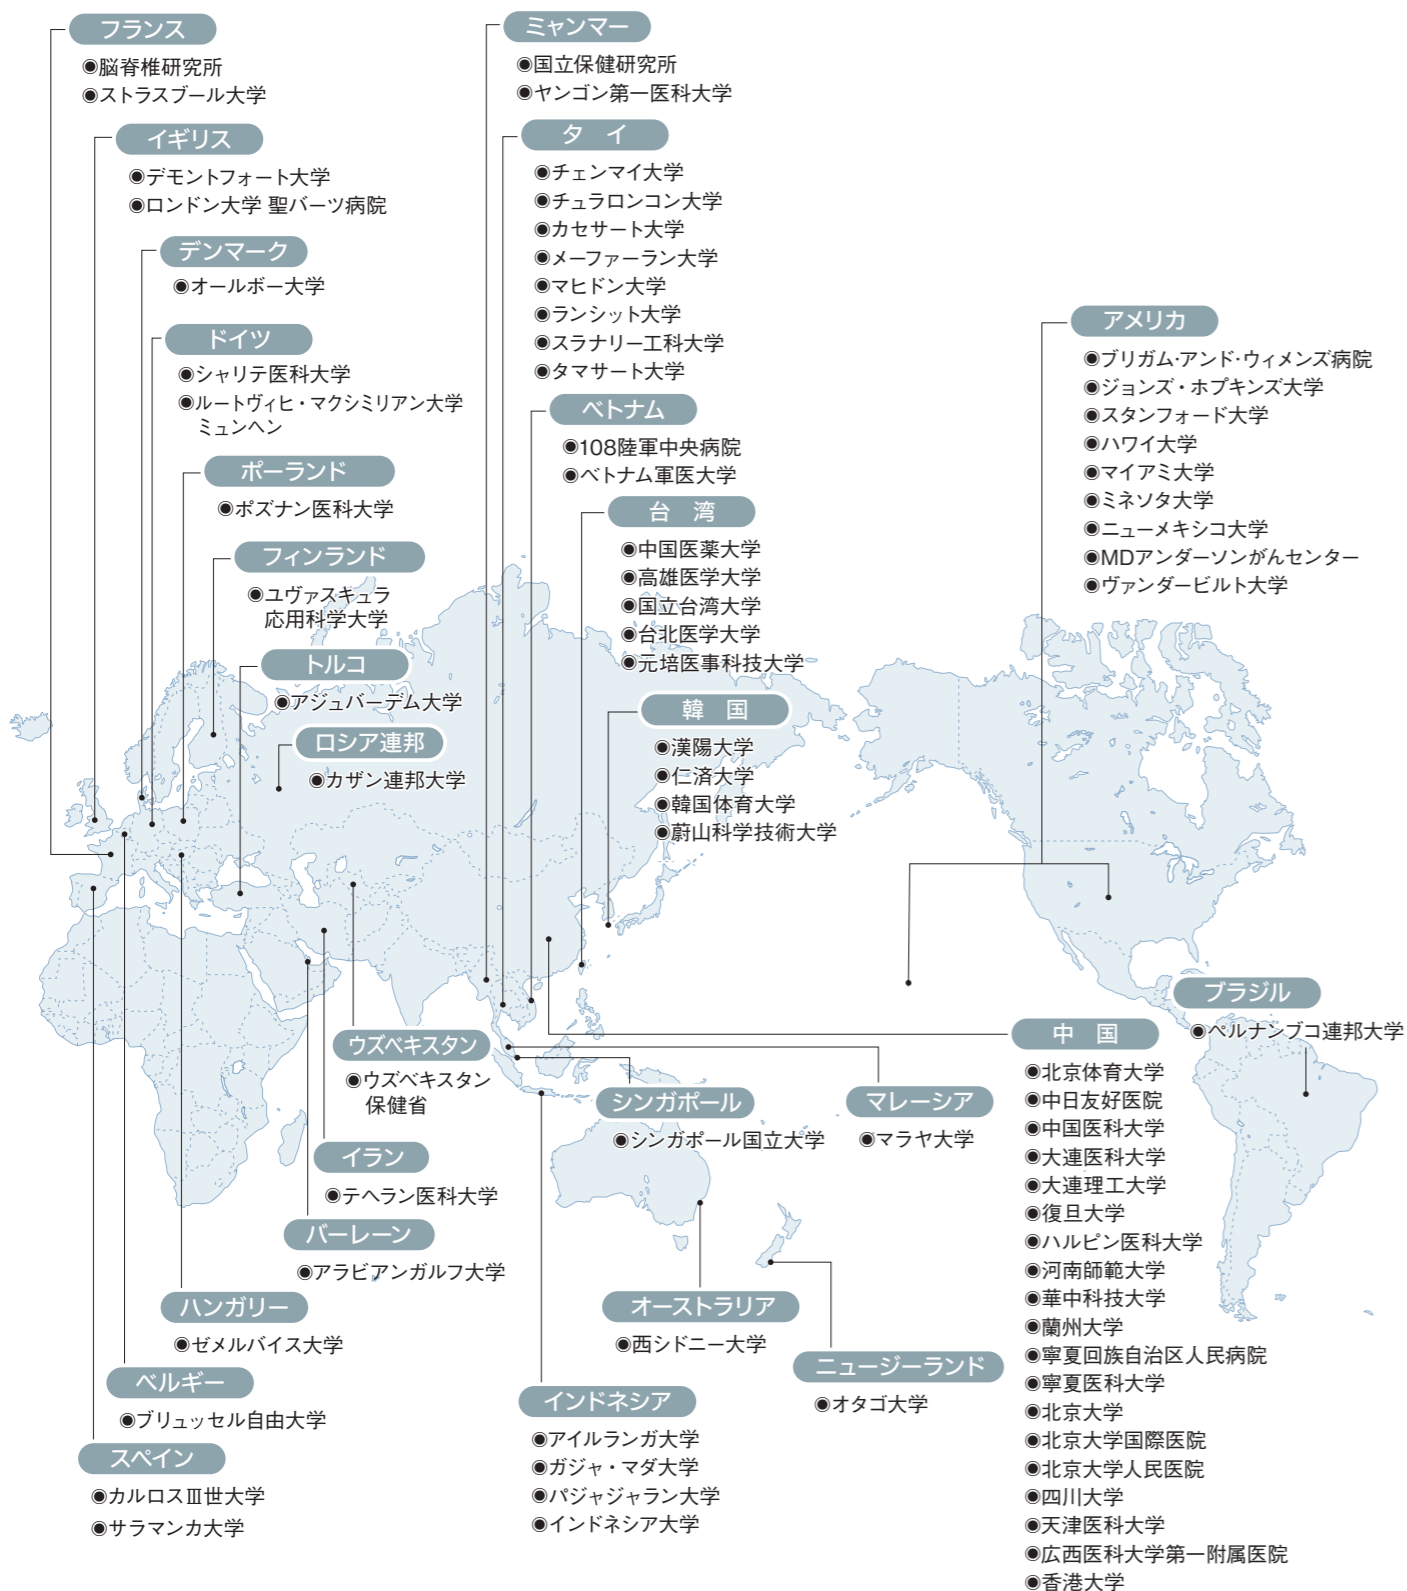 フランス
◉脳脊椎研究所
◉ストラスブール大学
イギリス
◉デモントフォート大学
◉ロンドン大学 聖バーツ病院
デンマーク
◉オールボー大学
ドイツ
◉シャリテ医科大学
◉ルートヴィヒ・マクシミリアン大学
ミュンヘン
ポーランド
◉ポズナン医科大学
フィンランド
◉ユヴァスキュラ
応用科学大学
トルコ
◉アジュバーデム大学
ロシア連邦
◉カザン連邦大学
ミャンマー
◉国立保健研究所
◉ヤンゴン第一医科大学
タ イ
◉チェンマイ大学
◉チュラロンコン大学
◉カセサート大学
◉メーファーラン大学
◉マヒドン大学
◉ランシット大学
◉スラナリー工科大学
◉タマサート大学
ベトナム
◉108陸軍中央病院
◉ベトナム軍医大学
台 湾
◉中国医薬大学
◉高雄医学大学
◉国立台湾大学
◉台北医学大学
◉元培医事科技大学
韓 国
◉漢陽大学
◉仁済大学
◉韓国体育大学
◉蔚山科学技術大学
アメリカ
◉ブリガム・アンド・ウィメンズ病院
◉ジョンズ・ホプキンズ大学
◉スタンフォード大学
◉ハワイ大学
◉マイアミ大学
◉ミネソタ大学
◉ニューメキシコ大学
◉MDアンダーソンがんセンター
◉ヴァンダービルト大学
ブラジル
◉ペルナンブコ連邦大学
中 国
◉北京体育大学
◉中日友好医院
◉中国医科大学
◉大連医科大学
◉大連理工大学
◉復旦大学
◉ハルピン医科大学
◉河南師範大学
◉華中科技大学
◉蘭州大学
◉寧夏回族自治区人民病院
◉寧夏医科大学
◉北京大学
◉北京大学国際医院
◉北京大学人民医院
◉四川大学
◉天津医科大学
◉広西医科大学第一附属医院
◉香港大学
ウズベキスタン
◉ウズベキスタン
保健省
シンガポール
◉シンガポール国立大学
マレーシア
◉マラヤ大学
イラン
◉テヘラン医科大学
バーレーン
◉アラビアンガルフ大学
ハンガリー
◉ゼメルバイス大学
ベルギー
◉ブリュッセル自由大学
スペイン
◉カルロスⅢ世大学
◉サラマンカ大学
オーストラリア
◉西シドニー大学
ニュージーランド
◉オタゴ大学
インドネシア
◉アイルランガ大学
◉ガジャ・マダ大学
◉パジャジャラン大学
◉インドネシア大学